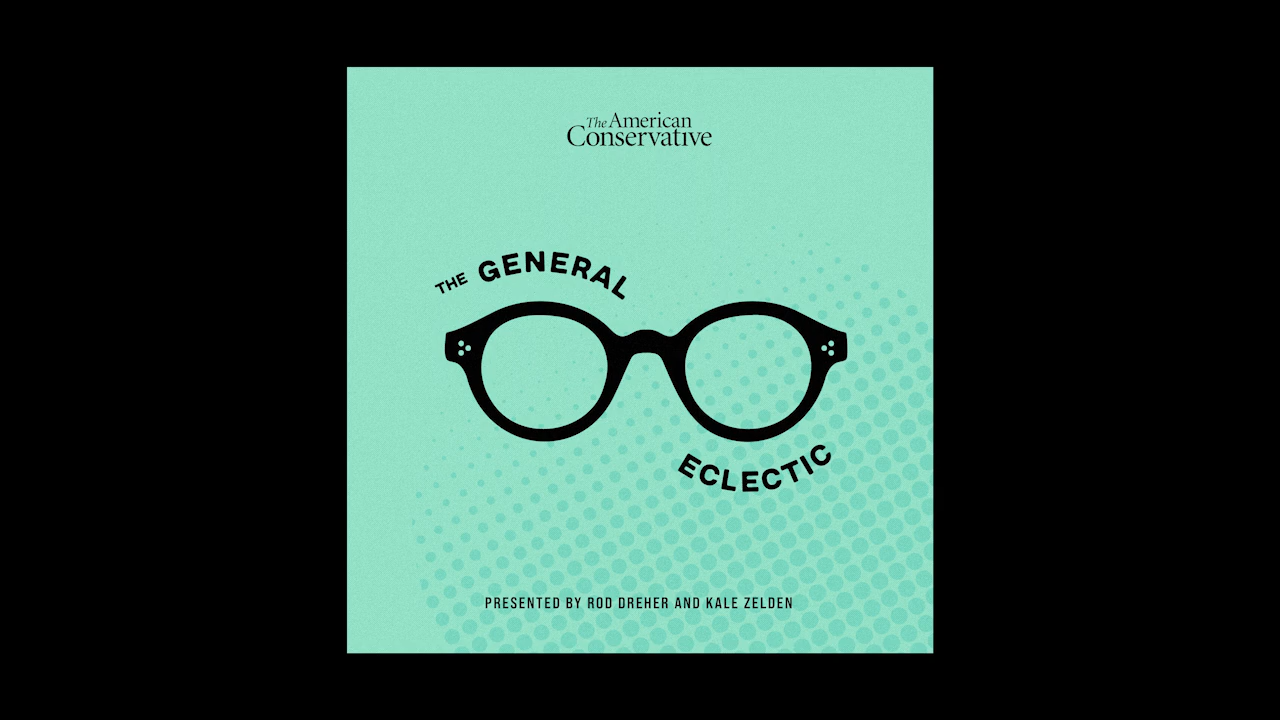 The American
Conservative
THE GENERAL
ECLECTIC
PRESENTED BY ROD DREHER AND KALE ZELDEN